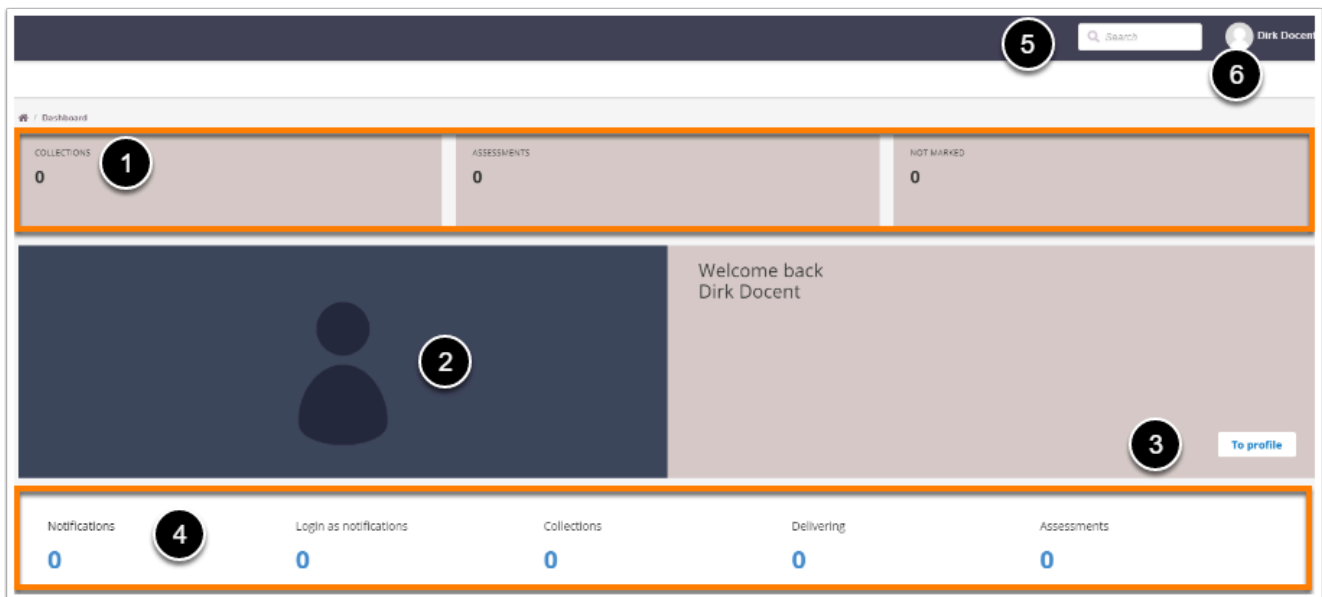 5
Search
Dirk Docent
6
/ Dashboard
COLLECTIONS
0
1
ASSESSMENTS
0
NOT MARKED
0
2
Welcome back
Dirk Docent
3
To profile
Notifications
0
4
Login as notifications
0
Collections
0
Delivering
0
Assessments
0